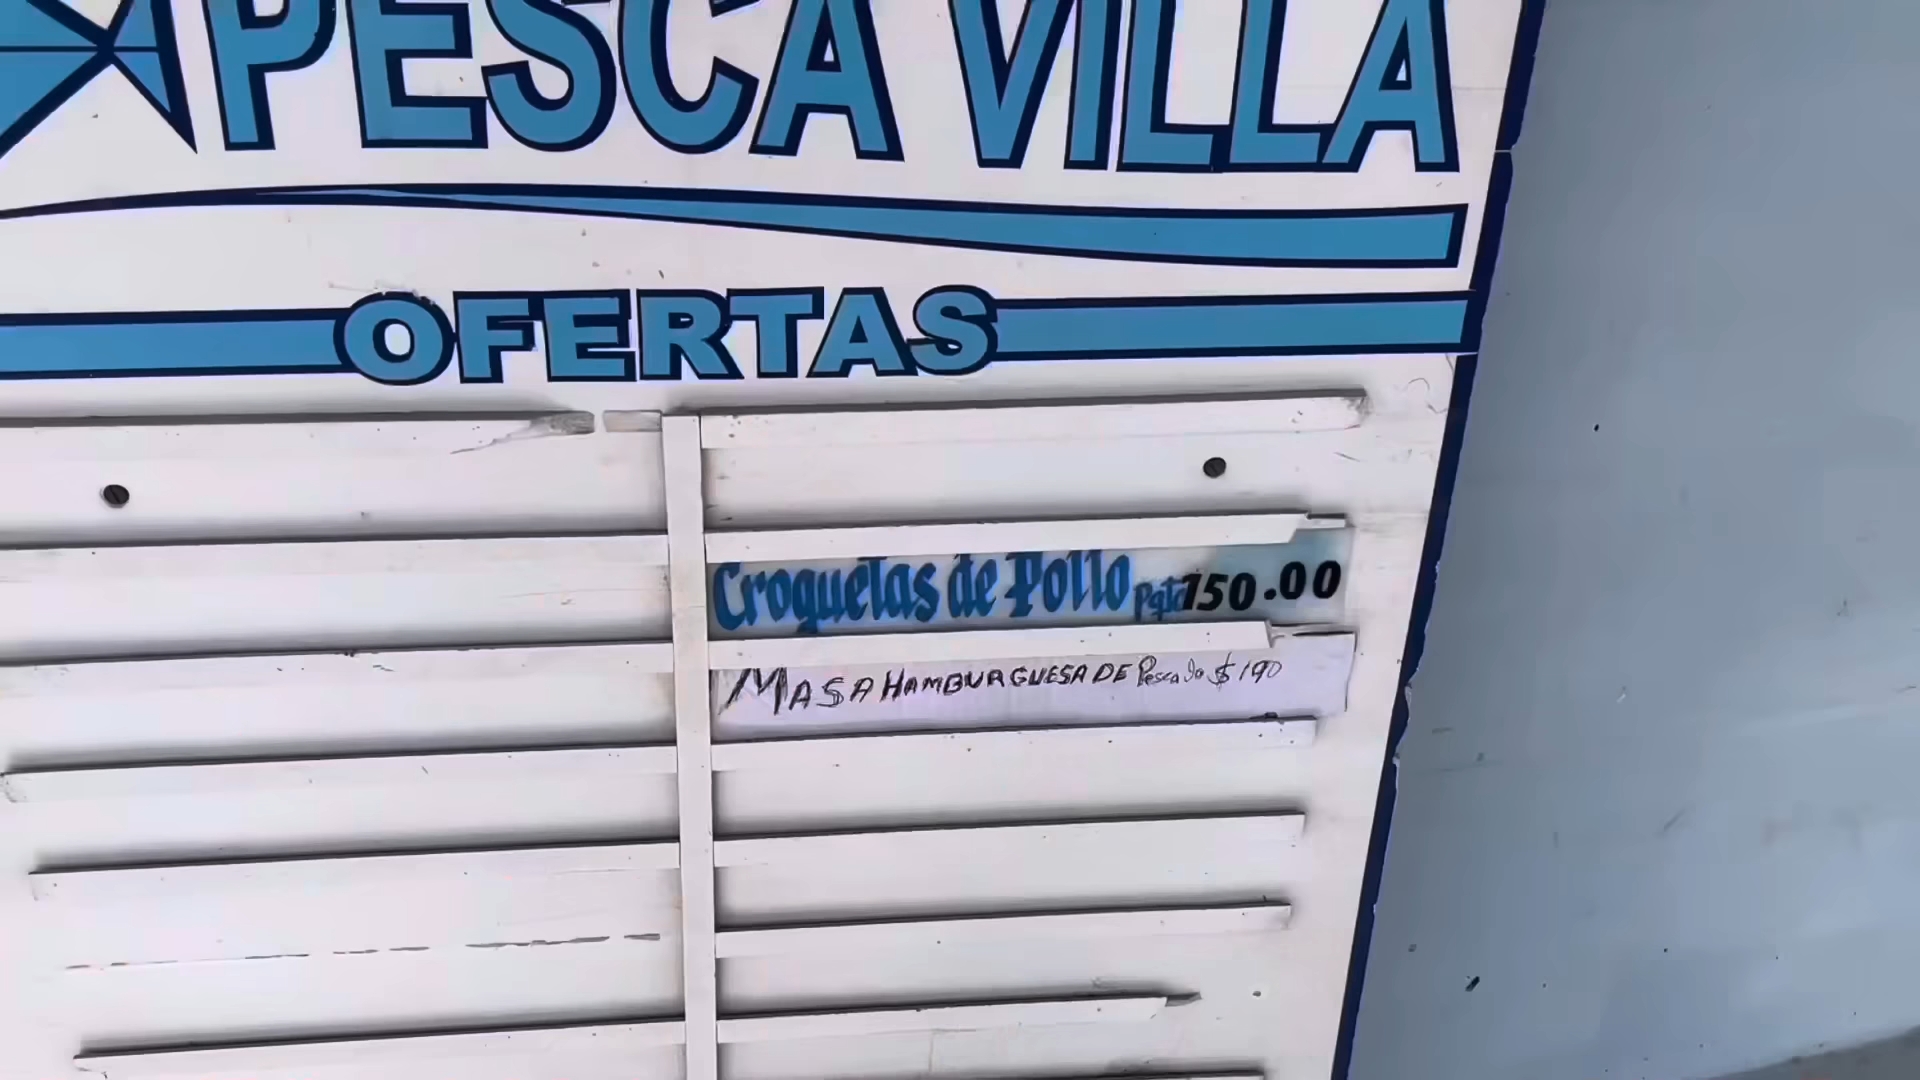 PESCA VILLA
OFERTAS
Croquetas de Pollo Pqte 150.00
MASA HAMBURGUESA DE Pescado $190